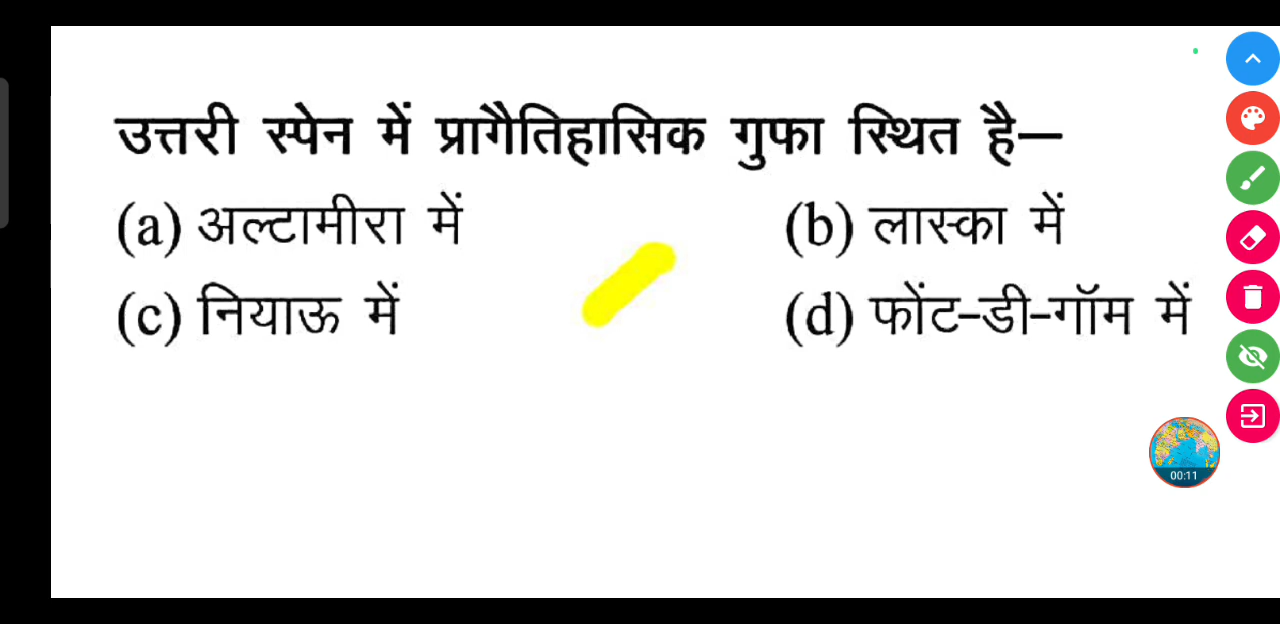 उत्तरी स्पेन में प्रागैतिहासिक गुफा स्थित है—
(a) अल्टामीरा में (b) लास्का में
(c) नियाऊ में (d) फोंट-डी-गॉम में
00:11